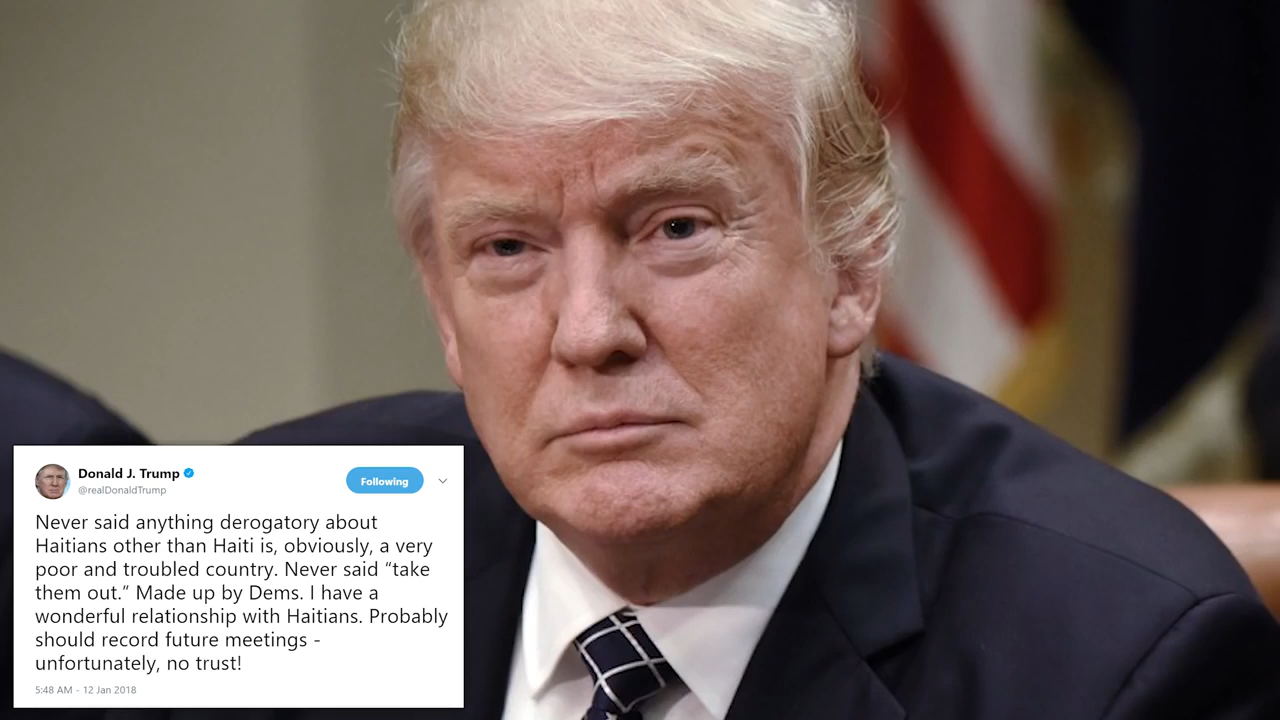 Donald J. Trump
@realDonaldTrump
Following
Never said anything derogatory about
Haitians other than Haiti is, obviously, a very
poor and troubled country. Never said “take
them out.” Made up by Dems. I have a
wonderful relationship with Haitians. Probably
should record future meetings -
unfortunately, no trust!
5:48 AM - 12 Jan 2018